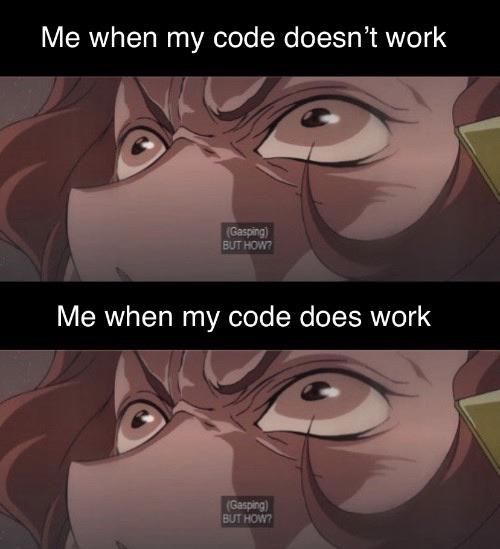 Me when my code doesn’t work
(Gasping)
BUT HOW?
Me when my code does work
(Gasping)
BUT HOW?